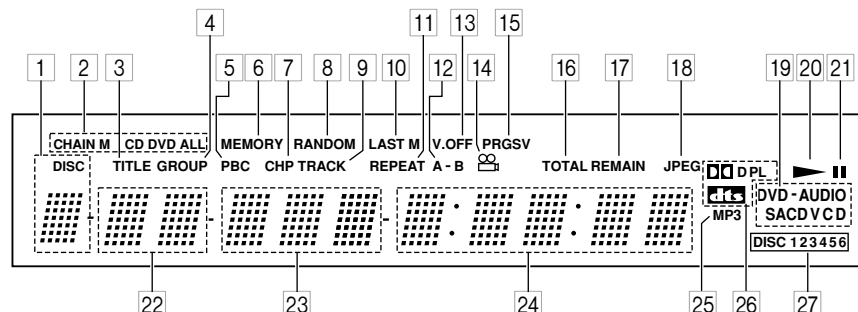 11 15
4 5 6 7 8 9 10 12 13 14
1 2 3 16 17 18 19 20 21
CHAIN M CD DVD ALL MEMORY RANDOM LAST M V.OFF PRGSV
DISC TITLE GROUP PBC CHP TRACK REPEAT A - B TOTAL REMAIN JPEG
D PL
dts
DVD - AUDIO
MP3
SACD V C D
DISC 1 2 3 4 5 6
22 23 24 25 26 27